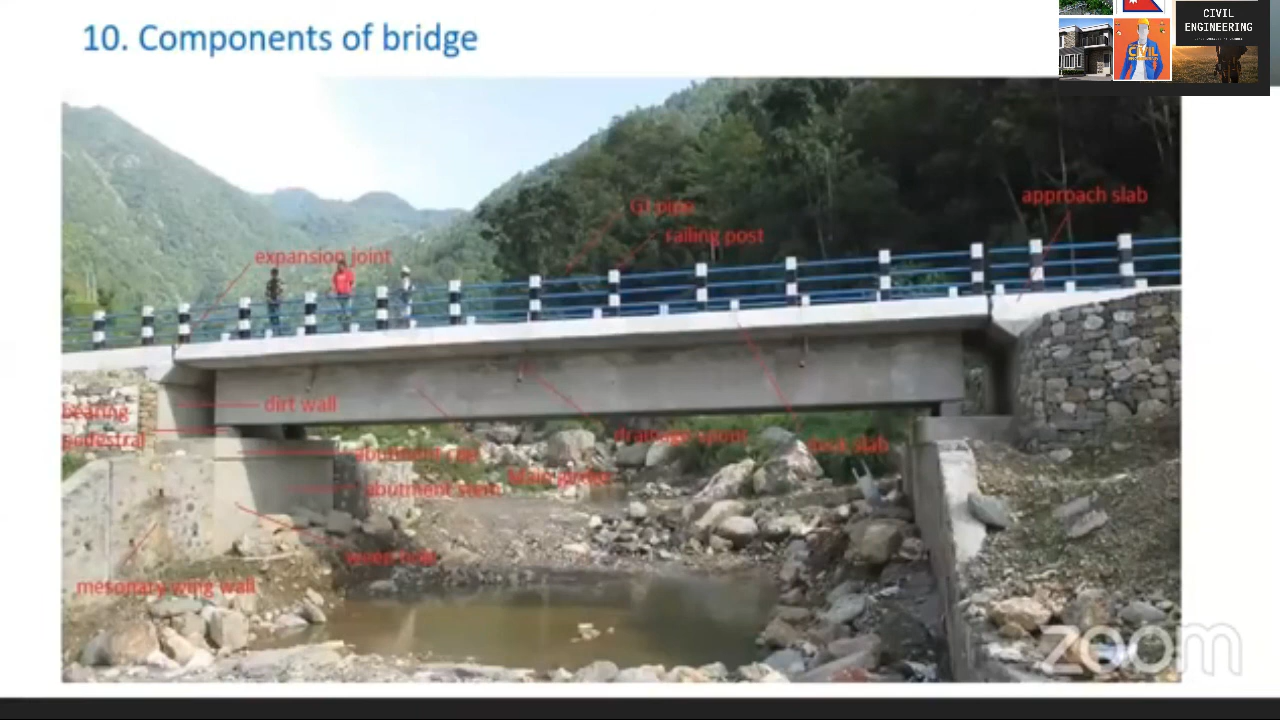 10. Components of bridge
CIVIL
ENGINEERING
approach slab
GI pipe
railing post
expansion joint
dirt wall
bearing
pedestral
drainage spout
deck slab
abutment cap
Main girdge
abutment stem
weep hole
mesonary wing wall
zoom